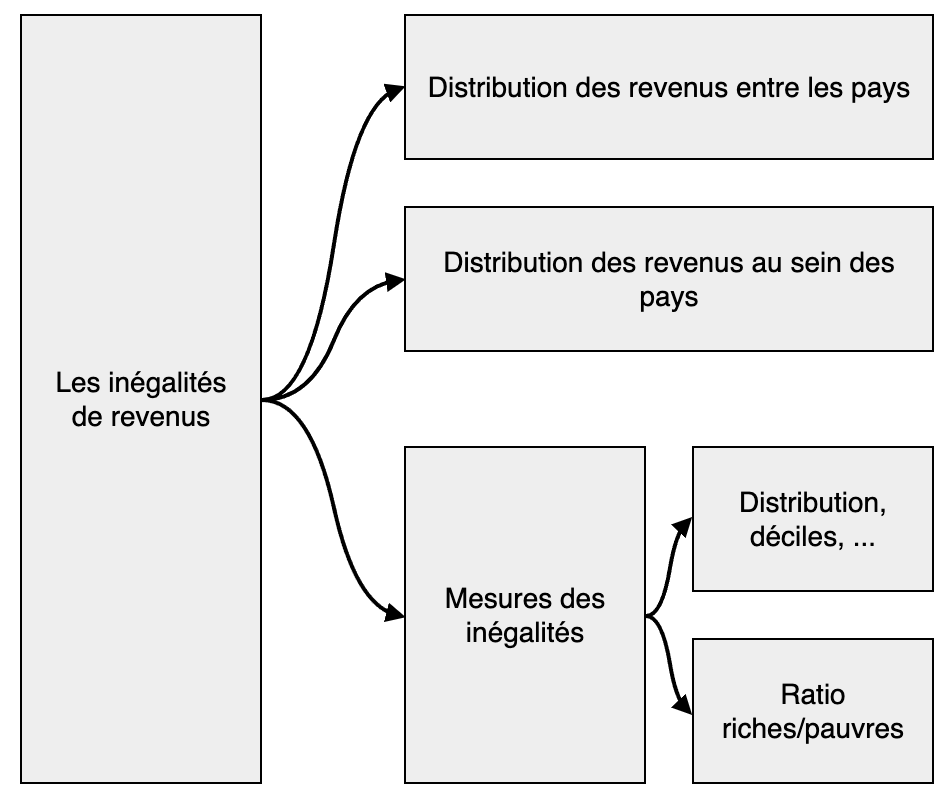 Distribution des revenus entre les pays
Distribution des revenus au sein des
pays
Les inégalités
de revenus
Distribution,
déciles, ...
Mesures des
inégalités
Ratio
riches/pauvres